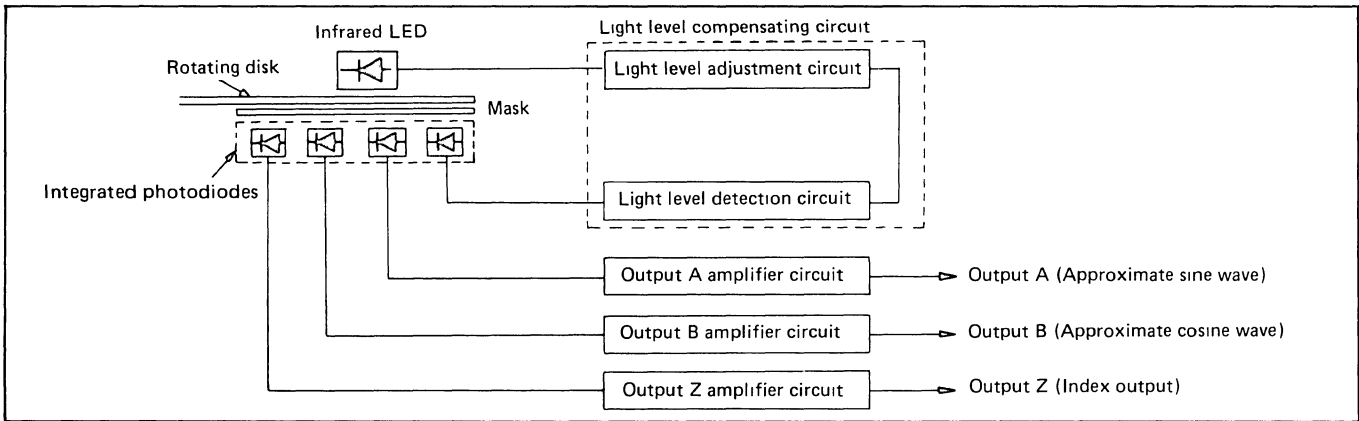 Infrared LED
Light level compensating circuit
Rotating disk
Light level adjustment circuit
Mask
Integrated photodiodes
Light level detection circuit
Output A amplifier circuit
Output A (Approximate sine wave)
Output B amplifier circuit
Output B (Approximate cosine wave)
Output Z amplifier circuit
Output Z (Index output)